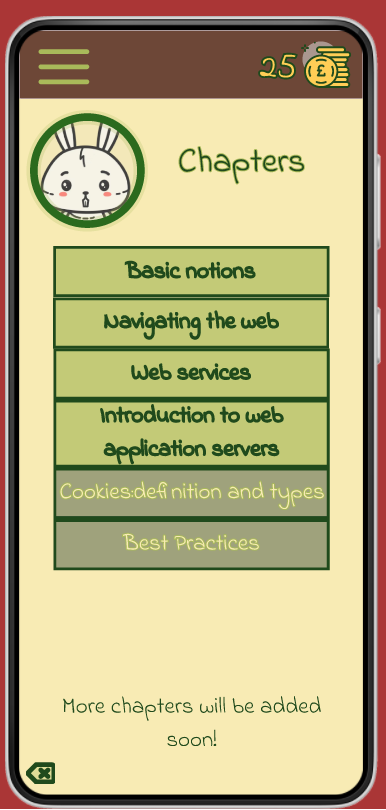 25
£
Chapters
Basic notions
Navigating the web
Web services
Introduction to web
application servers
Cookies:definition and types
Best Practices
More chapters will be added
soon!